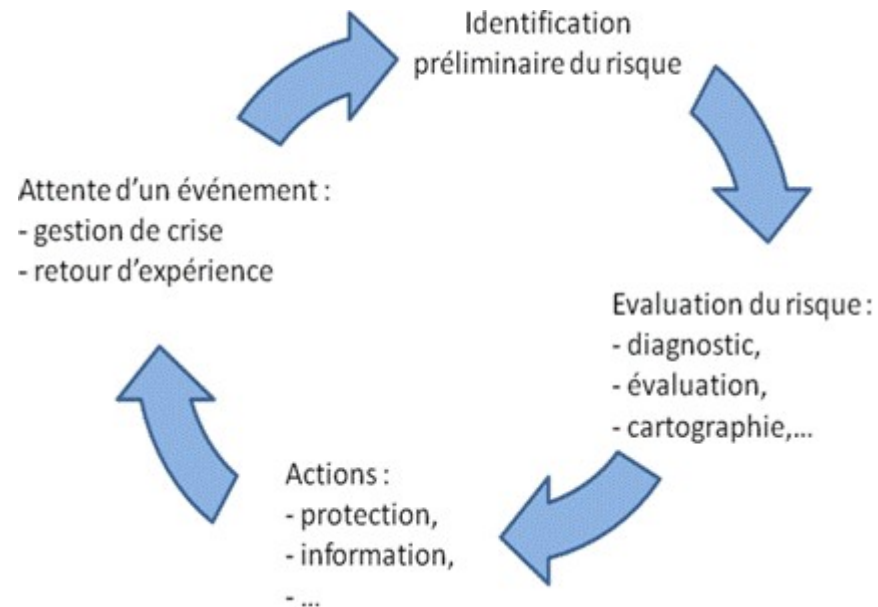 Identification
préliminaire du risque
Evaluation du risque :
- diagnostic,
- évaluation,
- cartographie,...
Actions :
- protection,
- information,
- ...
Attente d’un événement :
- gestion de crise
- retour d’expérience